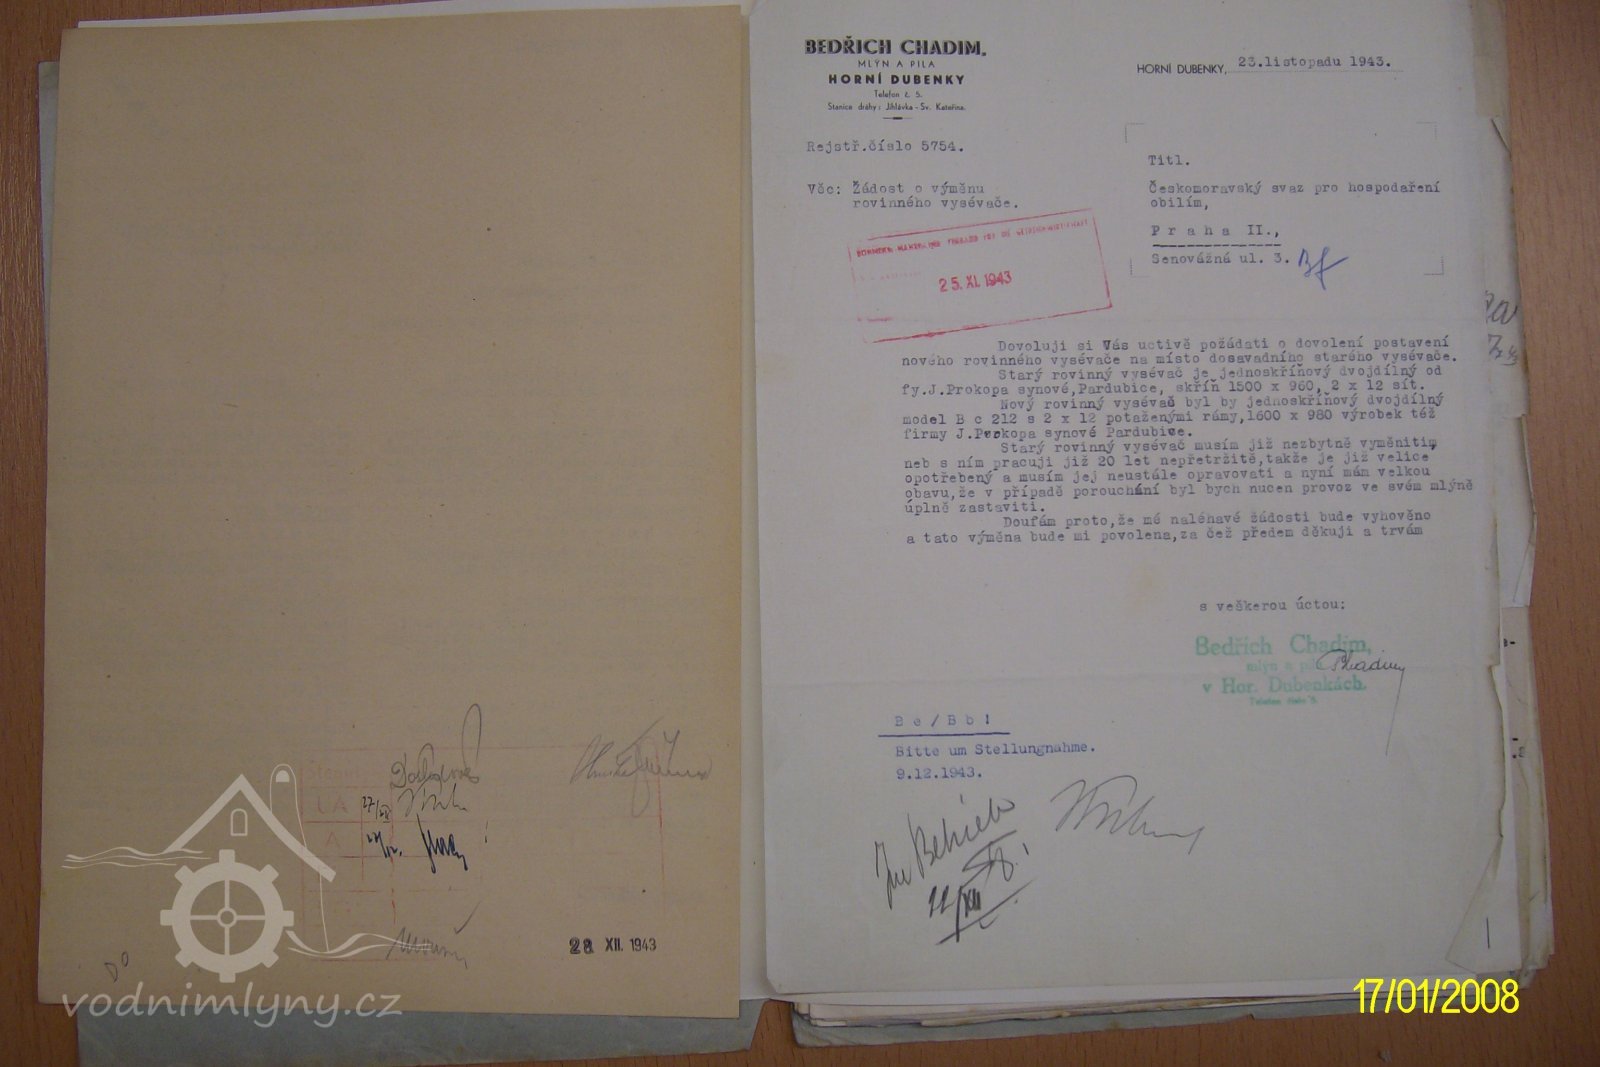 28 XII. 1943
vodnimlyny.cz
BEDŘICH CHADIM,
MLÝN A PILA
HORNÍ DUBENKY
Telefon č. 5.
Stanice dráhy: Jihlávka - Sv. Kateřina.
HORNÍ DUBENKY, 23.listopadu 1943.
Rejstř.číslo 5754.
Věc: Žádost o výměnu
rovinného vysévače.
Titl.
Českomoravský svaz pro hospodaření
obilím,
Praha II.,
Senovážná ul. 3.
25. XI. 1943
Dovoluji si Vás uctivě požádati o dovolení postavení
nového rovinného vysévače na místo dosavadního starého vysévače.
Starý rovinný vysévač je jednoskříňový dvojdílný od
fy.J.Prokopa synové,Pardubice, skříň 1500 x 960, 2 x 12 sít.
Nový rovinný vysévač byl by jednoskříňový dvojdílný
model B c 212 s 2 x 12 potaženými rámy,1600 x 980 výrobek též
firmy J.Prokopa synové Pardubice.
Starý rovinný vysévač musím již nezbytně vyměniti,
neb s ním pracuji již 20 let nepřetržitě,takže je již velice
opotřebený a musím jej neustále opravovati a nyní mám velkou
obavu,že v případě porouchání byl bych nucen provoz ve svém mlýně
úplně zastaviti.
Doufám proto,že mé naléhavé žádosti bude vyhověno
a tato výměna bude mi povolena,za čež předem děkuji a trvám
s veškerou úctou:
Bedřich Chadim,
mlýn a pila
v Hor. Dubenkách.
Telefon číslo 5.
Be/Bb!
Bitte um Stellungnahme.
9.12.1943.
17/01/2008